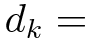 d_k =